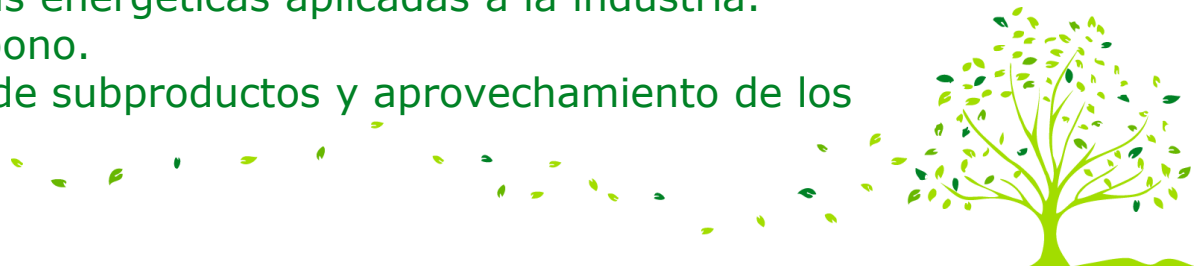 s energéticas aplicadas a la industria.
ono.
de subproductos y aprovechamiento de los